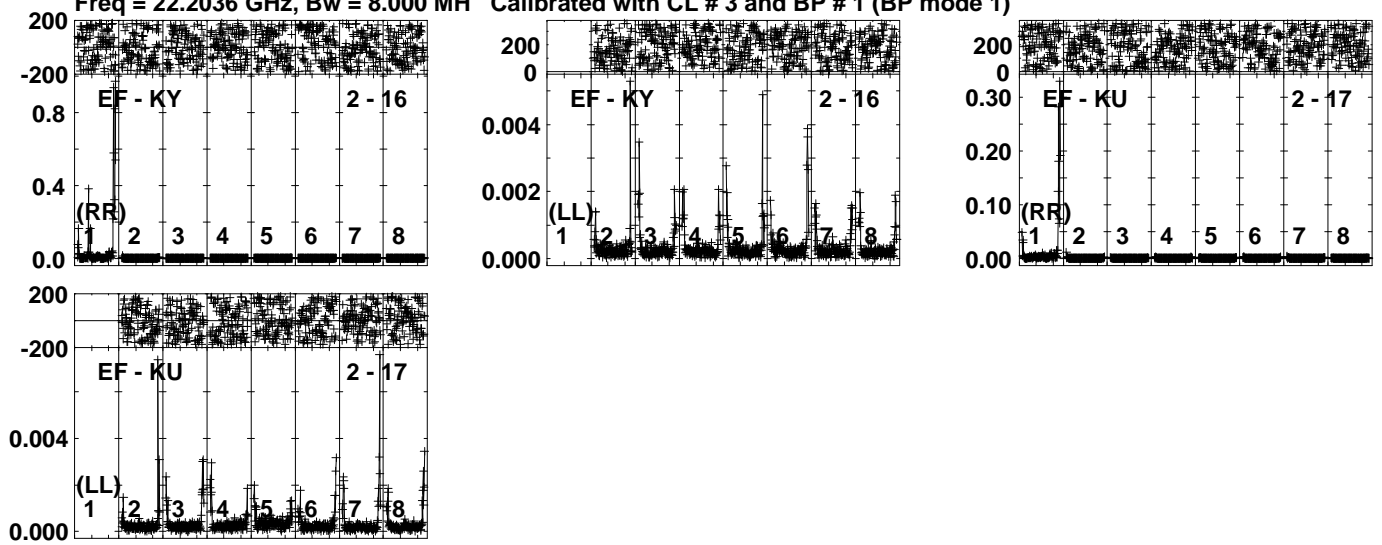 Freq = 22.2036 GHz, Bw = 8.000 MH Calibrated with CL # 3 and BP # 1 (BP mode 1)
200
-200
0.8
0.4
0.0
EF - KY 2 - 16
(RR)
1 2 3 4 5 6 7 8
200
0
0.004
0.002
0.000
EF - KY 2 - 16
(LL)
1 2 3 4 5 6 7 8
200
0
0.30
0.20
0.10
0.00
EF - KU 2 - 17
(RR)
1 2 3 4 5 6 7 8
200
-200
0.004
0.000
EF - KU 2 - 17
(LL)
1 2 3 4 5 6 7 8